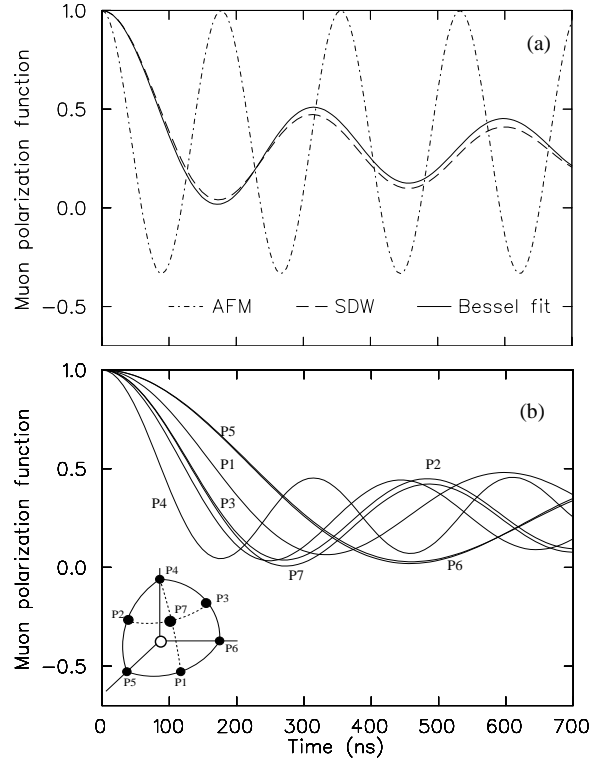 1.0
(a)
0.5
0.0
−0.5
Muon polarization function
AFM
SDW
Bessel fit
1.0
(b)
0.5
0.0
−0.5
Muon polarization function
P5
P1
P2
P4
P3
P7
P6
P4
P2
P7
P3
P6
P5
P1
0 100 200 300 400 500 600 700
Time (ns)